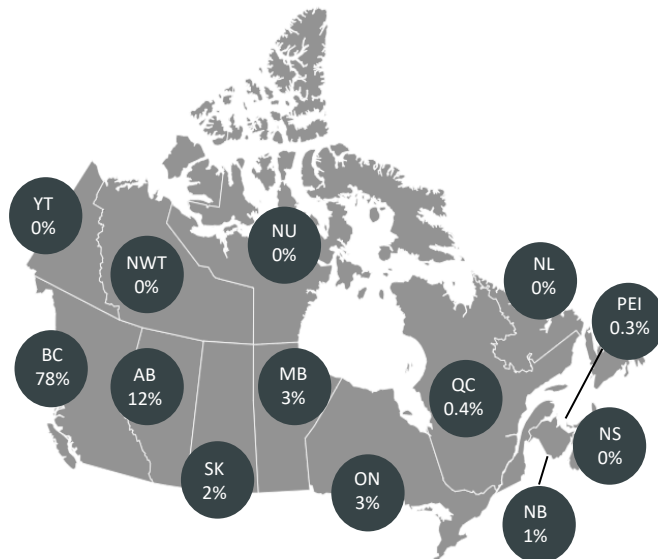 YT
0%
NWT
0%
NU
0%
NL
0%
PEI
0.3%
BC
78%
AB
12%
MB
3%
QC
0.4%
NS
0%
SK
2%
ON
3%
NB
1%